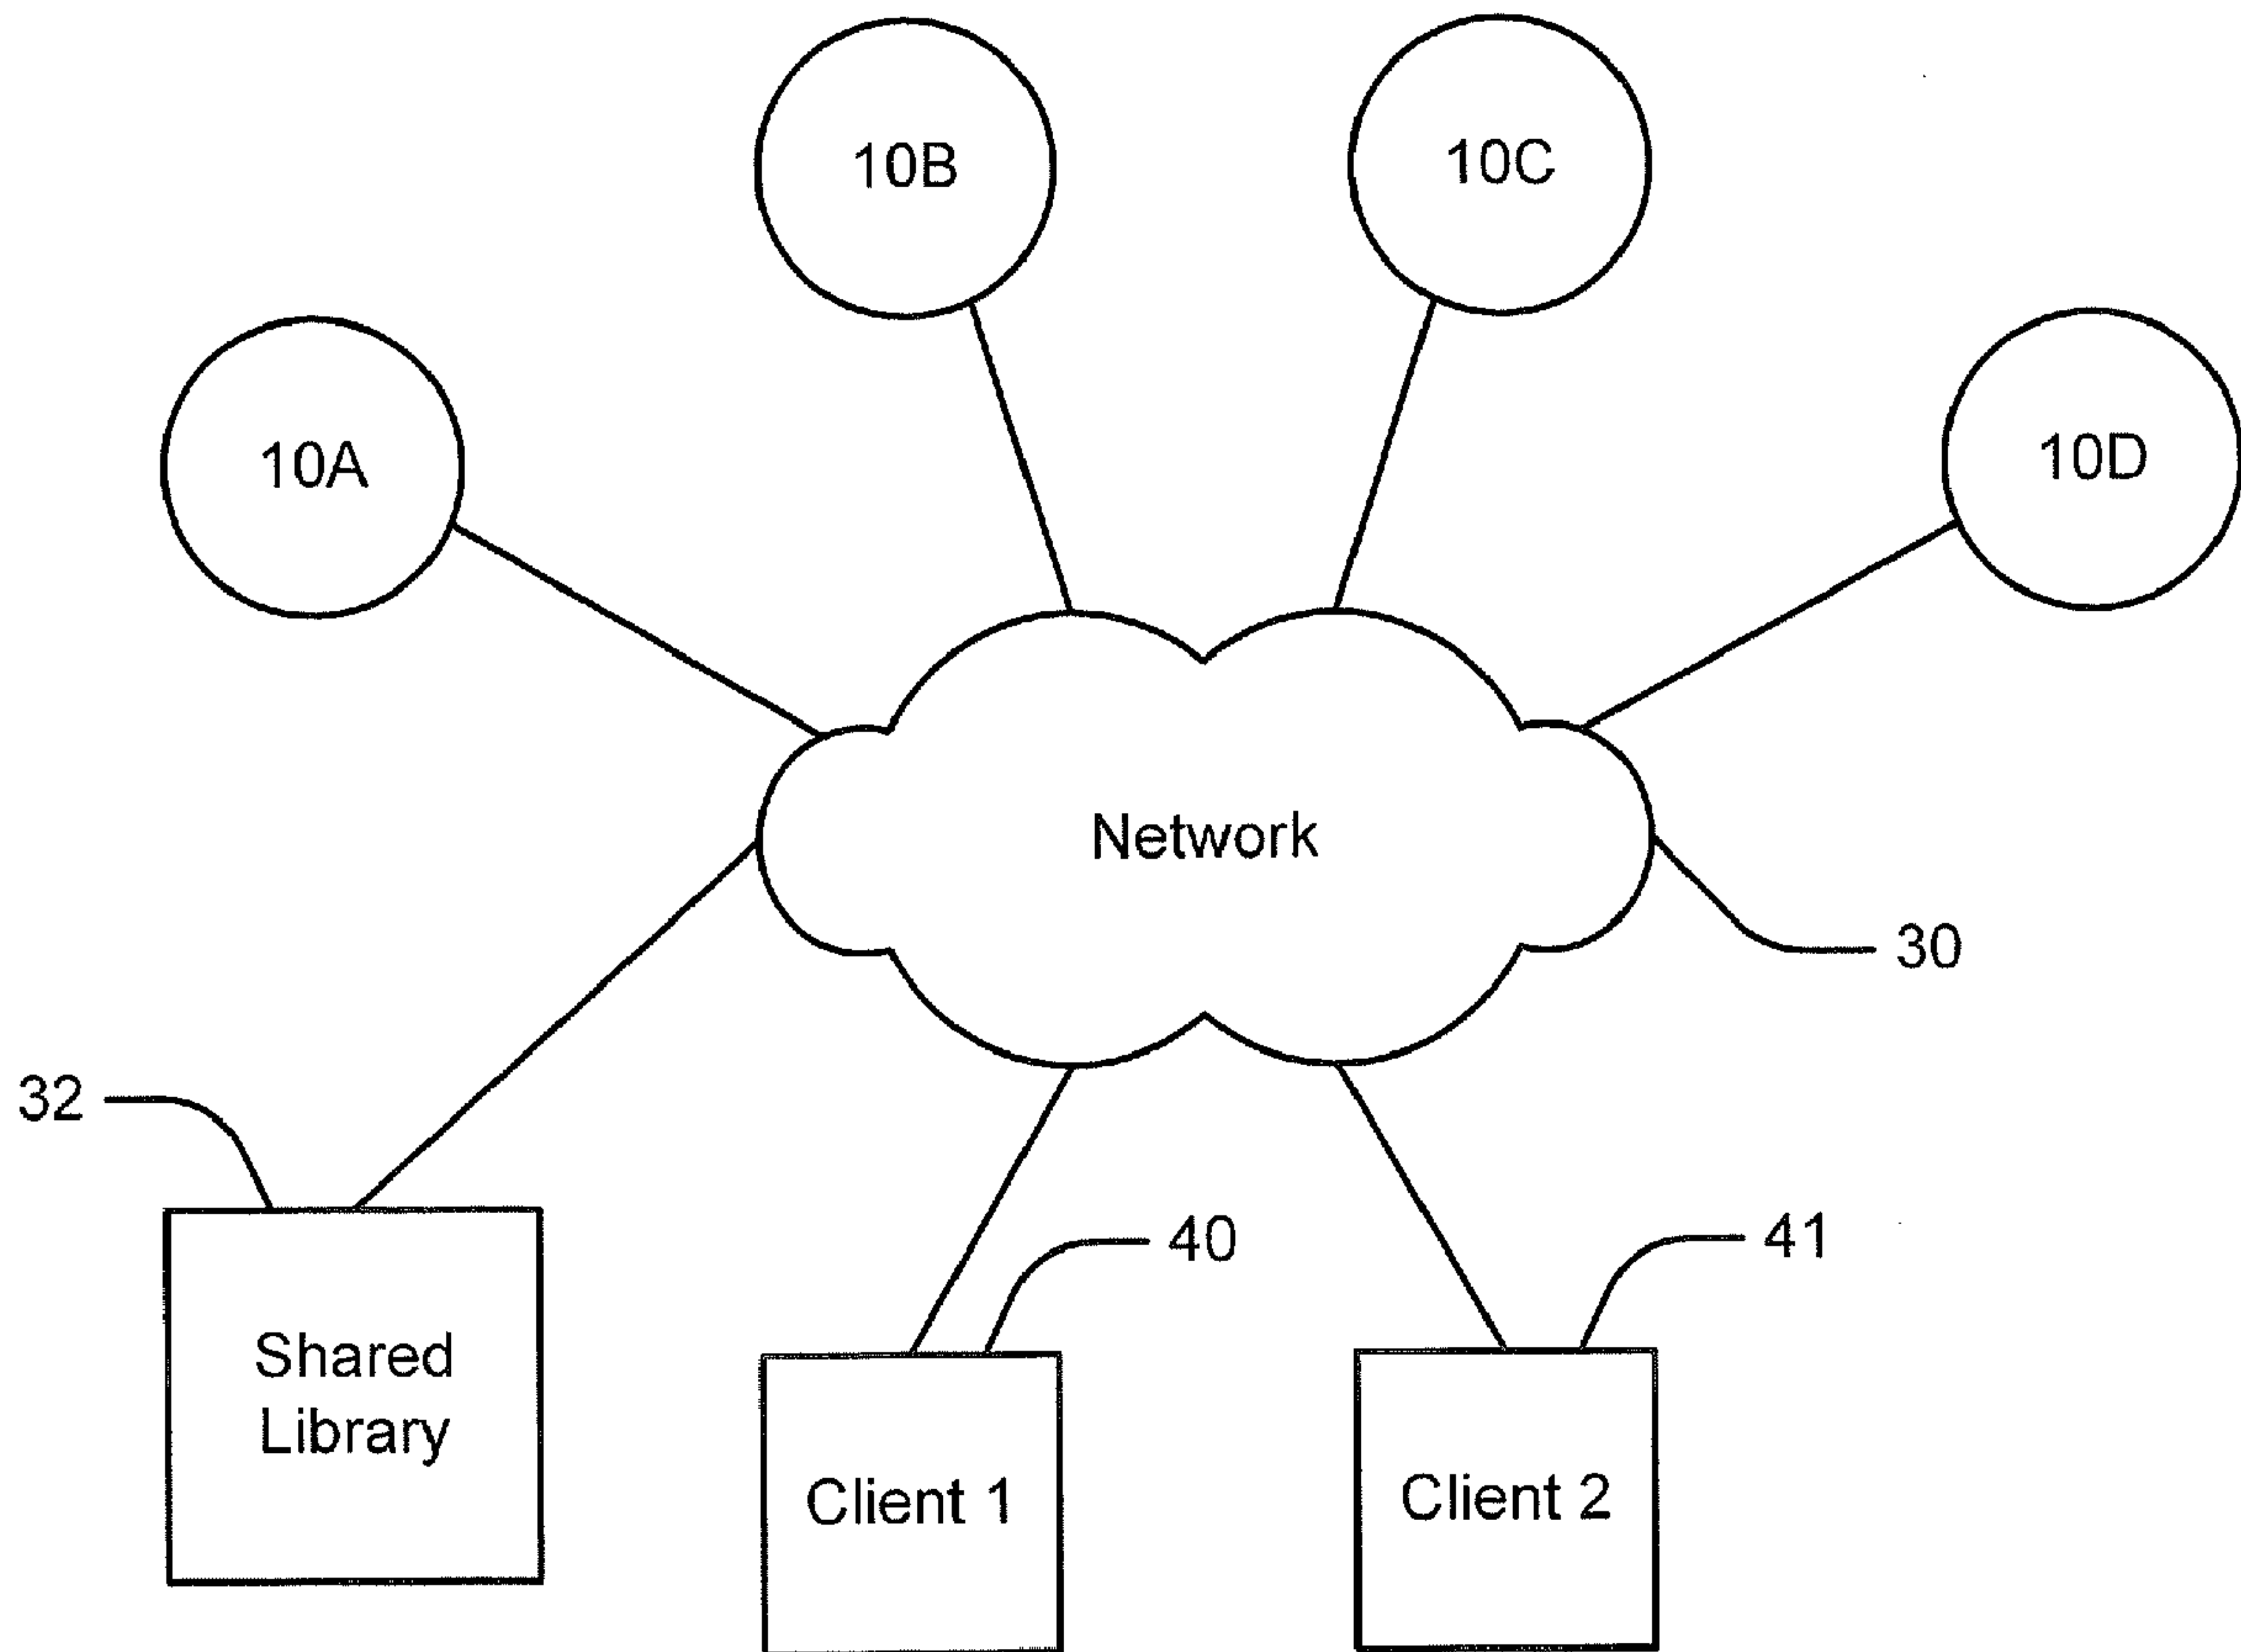 10B
10C
10A
10D
Network
30
32
40
41
Shared
Library
Client 1
Client 2